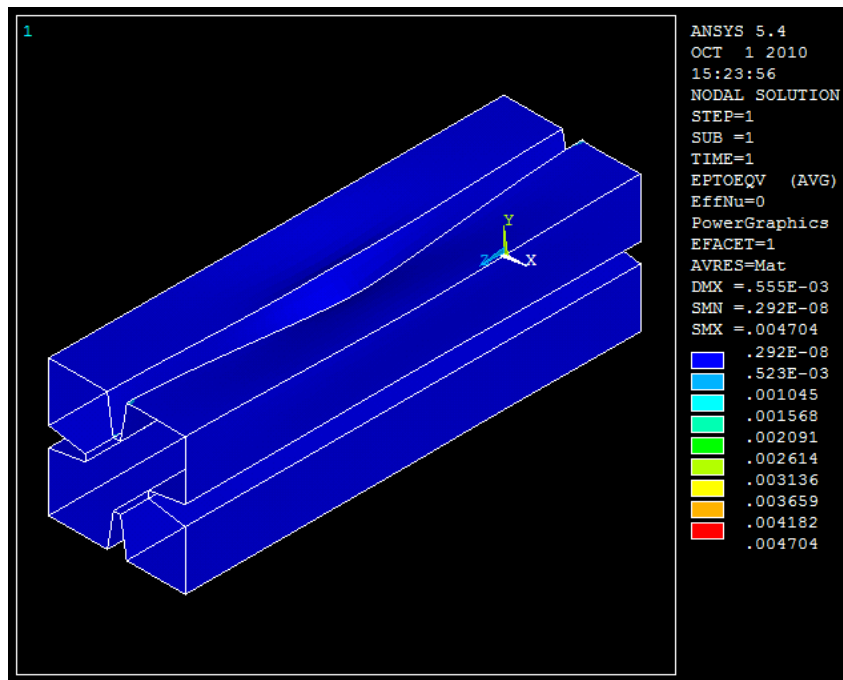 1
ANSYS 5.4
OCT 1 2010
15:23:56
NODAL SOLUTION
STEP=1
SUB =1
TIME=1
EPTOEQV (AVG)
EffNu=0
PowerGraphics
EFACET=1
AVRES=Mat
DMX =.555E-03
SMN =.292E-08
SMX =.004704
.292E-08
.523E-03
.001045
.001568
.002091
.002614
.003136
.003659
.004182
.004704
Y
Z
X